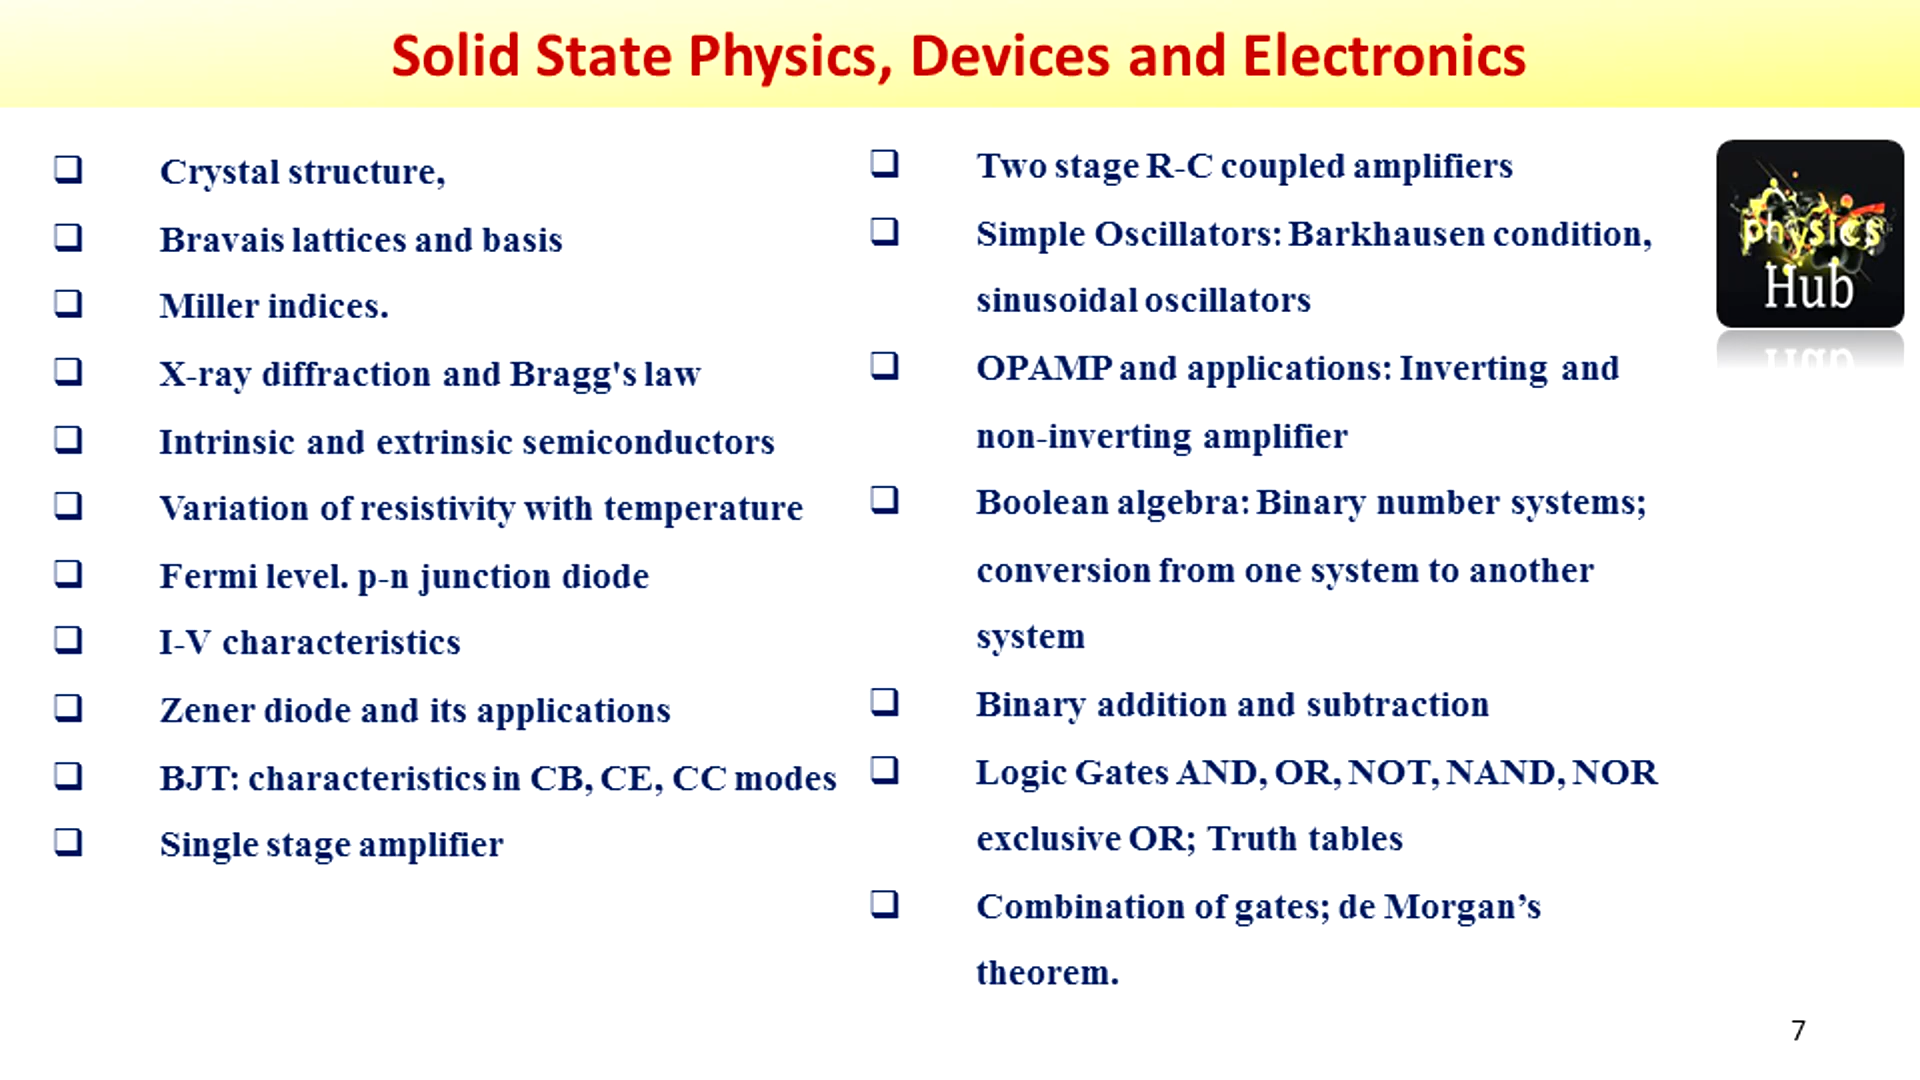 Solid State Physics, Devices and Electronics
Crystal structure,
Bravais lattices and basis
Miller indices.
X-ray diffraction and Bragg's law
Intrinsic and extrinsic semiconductors
Variation of resistivity with temperature
Fermi level. p-n junction diode
I-V characteristics
Zener diode and its applications
BJT: characteristics in CB, CE, CC modes
Single stage amplifier
Two stage R-C coupled amplifiers
Simple Oscillators: Barkhausen condition,
sinusoidal oscillators
OPAMP and applications: Inverting and
non-inverting amplifier
Boolean algebra: Binary number systems;
conversion from one system to another
system
Binary addition and subtraction
Logic Gates AND, OR, NOT, NAND, NOR
exclusive OR; Truth tables
Combination of gates; de Morgan’s
theorem.
physics
Hub
7